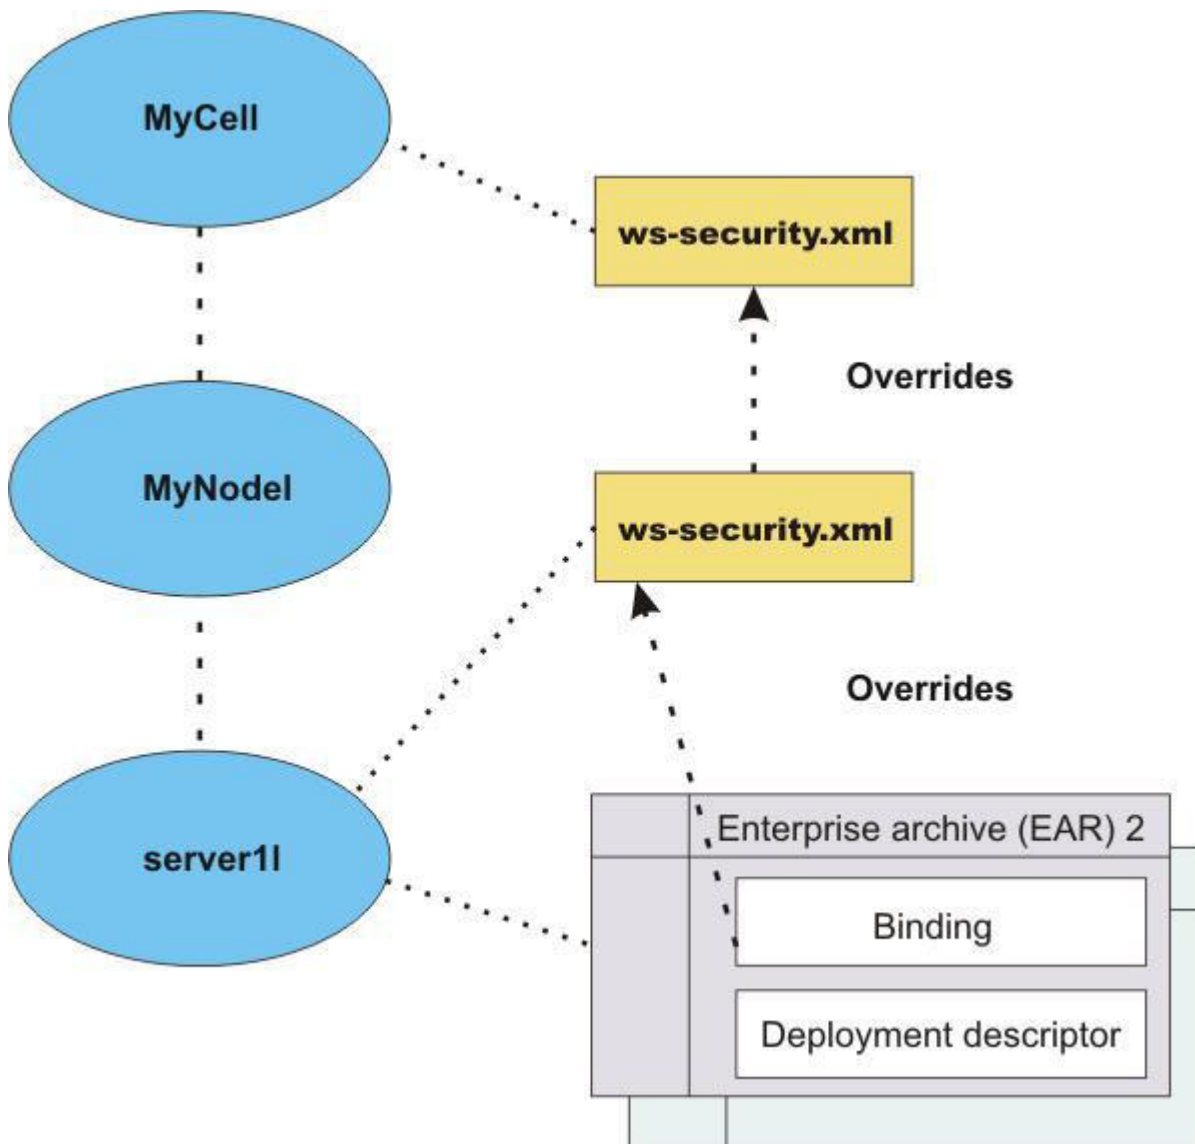 MyCell
ws-security.xml
Overrides
MyNodel
ws-security.xml
Overrides
server1l
Enterprise archive (EAR) 2
Binding
Deployment descriptor